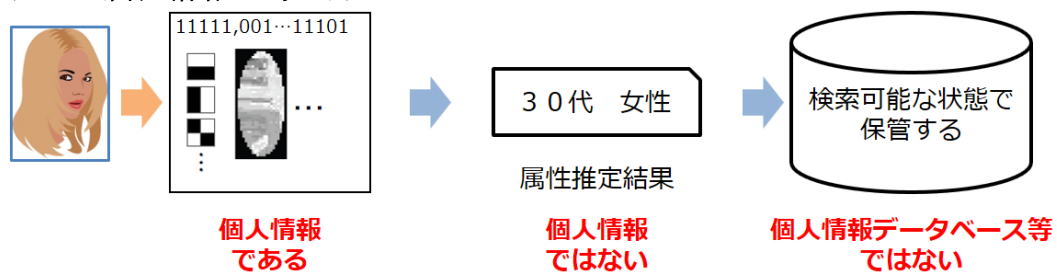 11111,001…11101
…
⋮
３０代　女性
検索可能な状態で
保管する
属性推定結果
個人情報
である
個人情報
ではない
個人情報データベース等
ではない